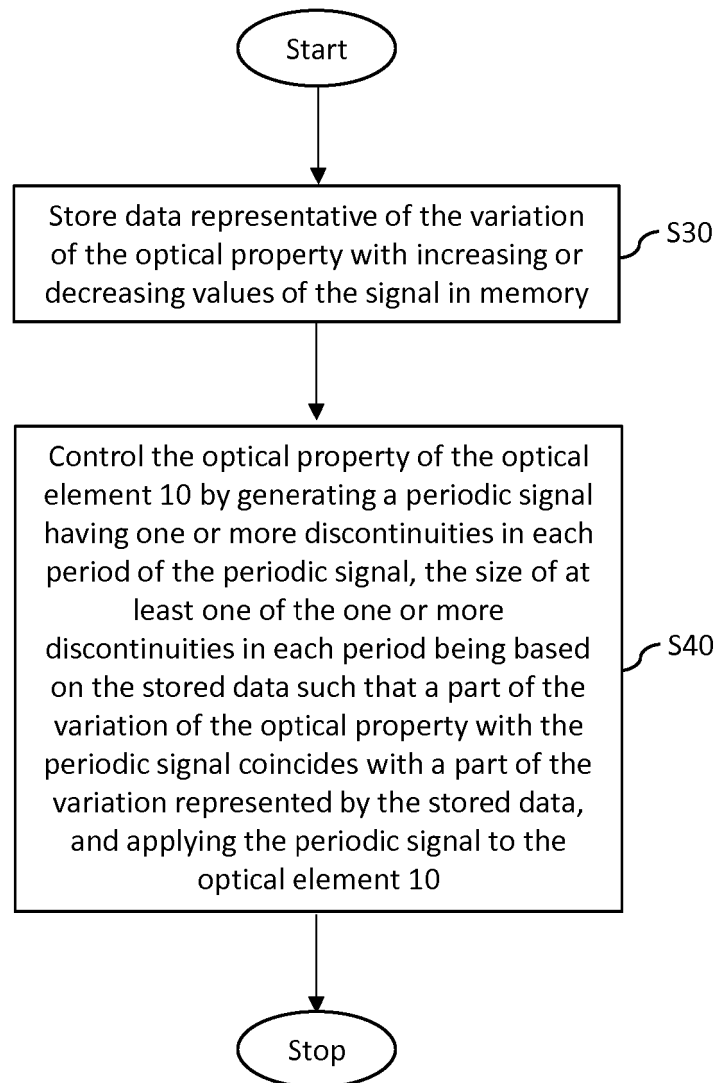 Start
Store data representative of the variation
of the optical property with increasing or
decreasing values of the signal in memory
S30
Control the optical property of the optical
element 10 by generating a periodic signal
having one or more discontinuities in each
period of the periodic signal, the size of at
least one of the one or more
discontinuities in each period being based
on the stored data such that a part of the
variation of the optical property with the
periodic signal coincides with a part of the
variation represented by the stored data,
and applying the periodic signal to the
optical element 10
S40
Stop